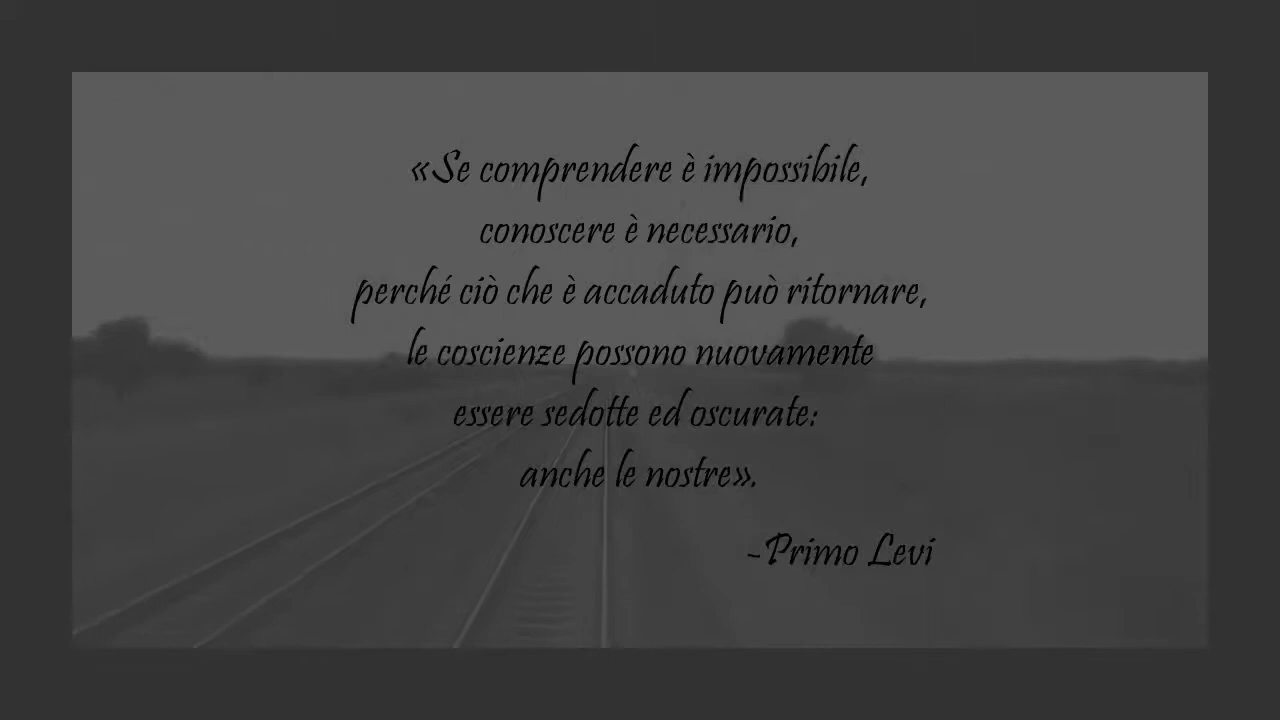 «Se comprendere è impossibile,
conoscere è necessario,
perché ciò che è accaduto può ritornare,
le coscienze possono nuovamente
essere sedotte ed oscurate:
anche le nostre».
-Primo Levi